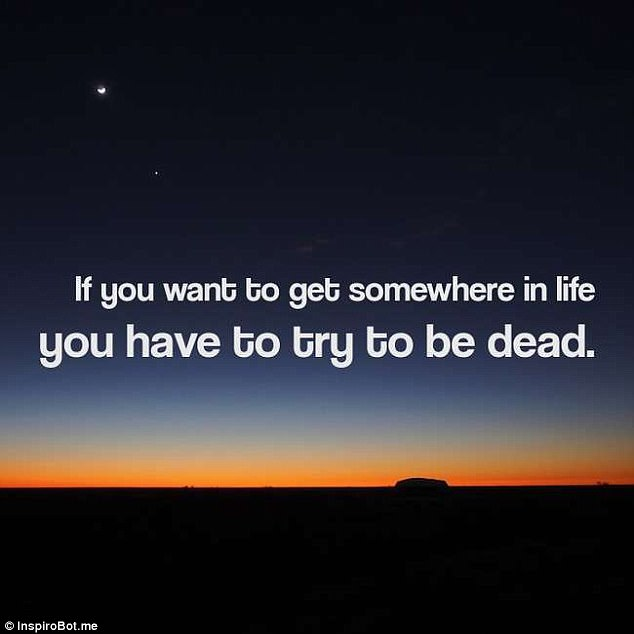 If you want to get somewhere in life
you have to try to be dead.
© InspiroBot.me